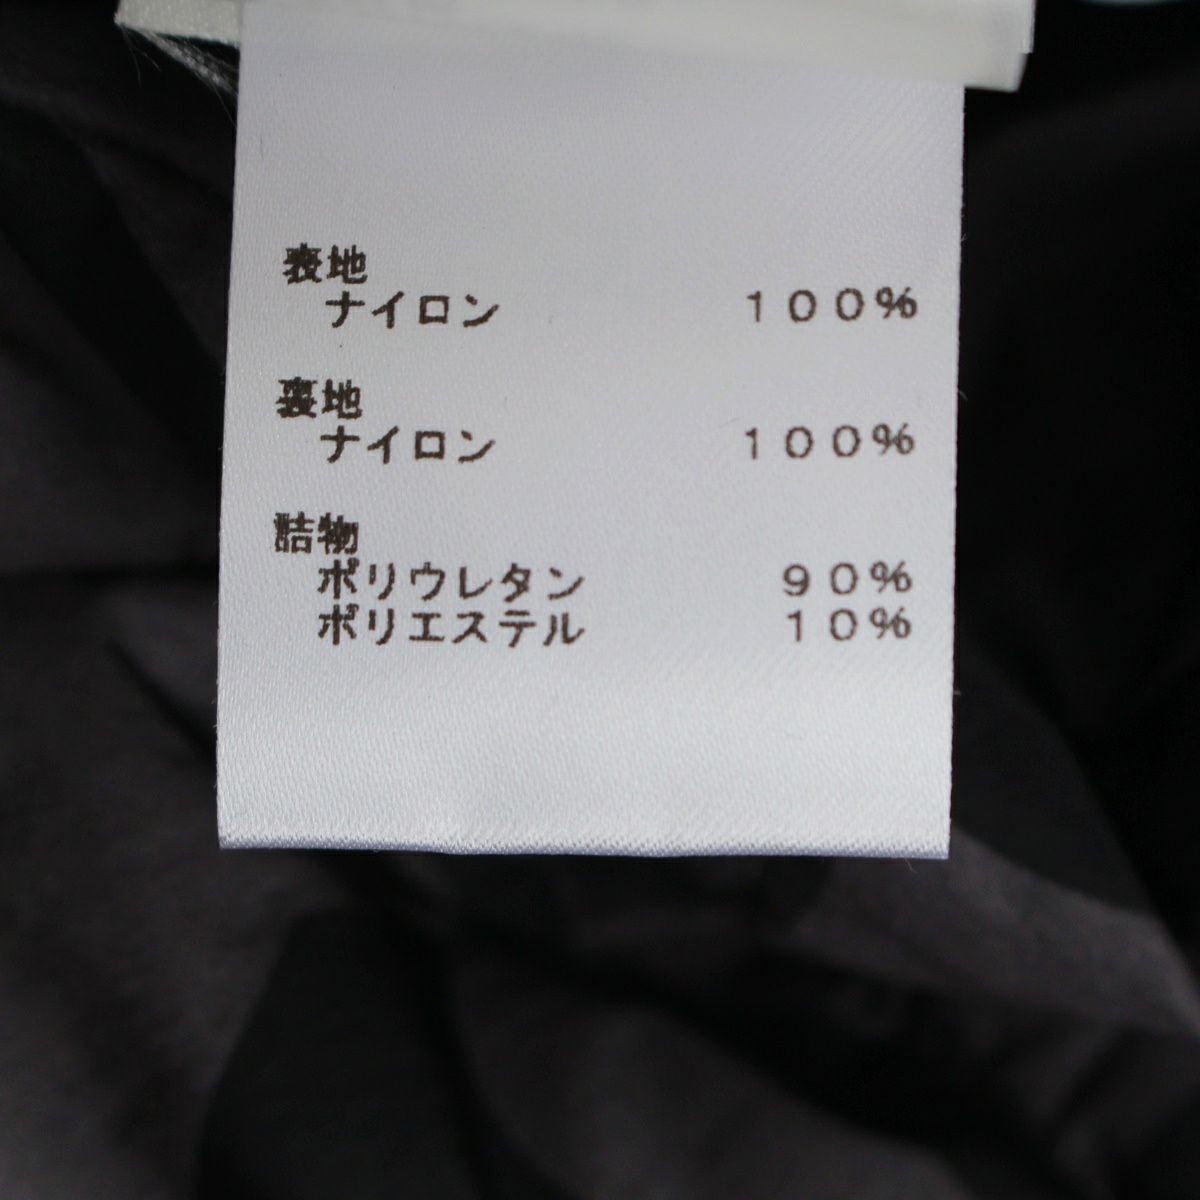 表地
ナイロン 100%
裏地
ナイロン 100%
詰物
ポリウレタン 90%
ポリエステル 10%